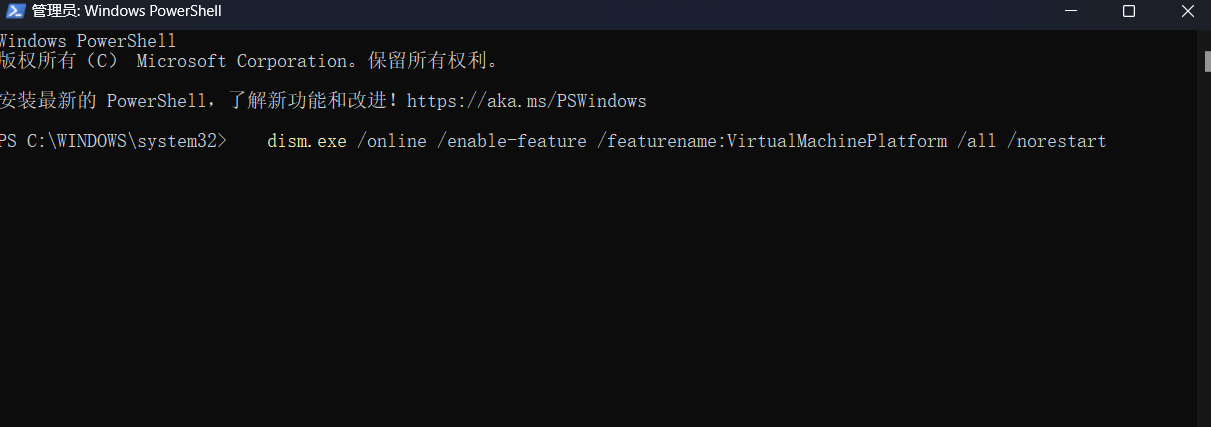 管理员: Windows PowerShell
Windows PowerShell
版权所有（C） Microsoft Corporation。保留所有权利。
安装最新的 PowerShell，了解新功能和改进！https://aka.ms/PSWindows
PS C:\WINDOWS\system32>    dism.exe /online /enable-feature /featurename:VirtualMachinePlatform /all /norestart